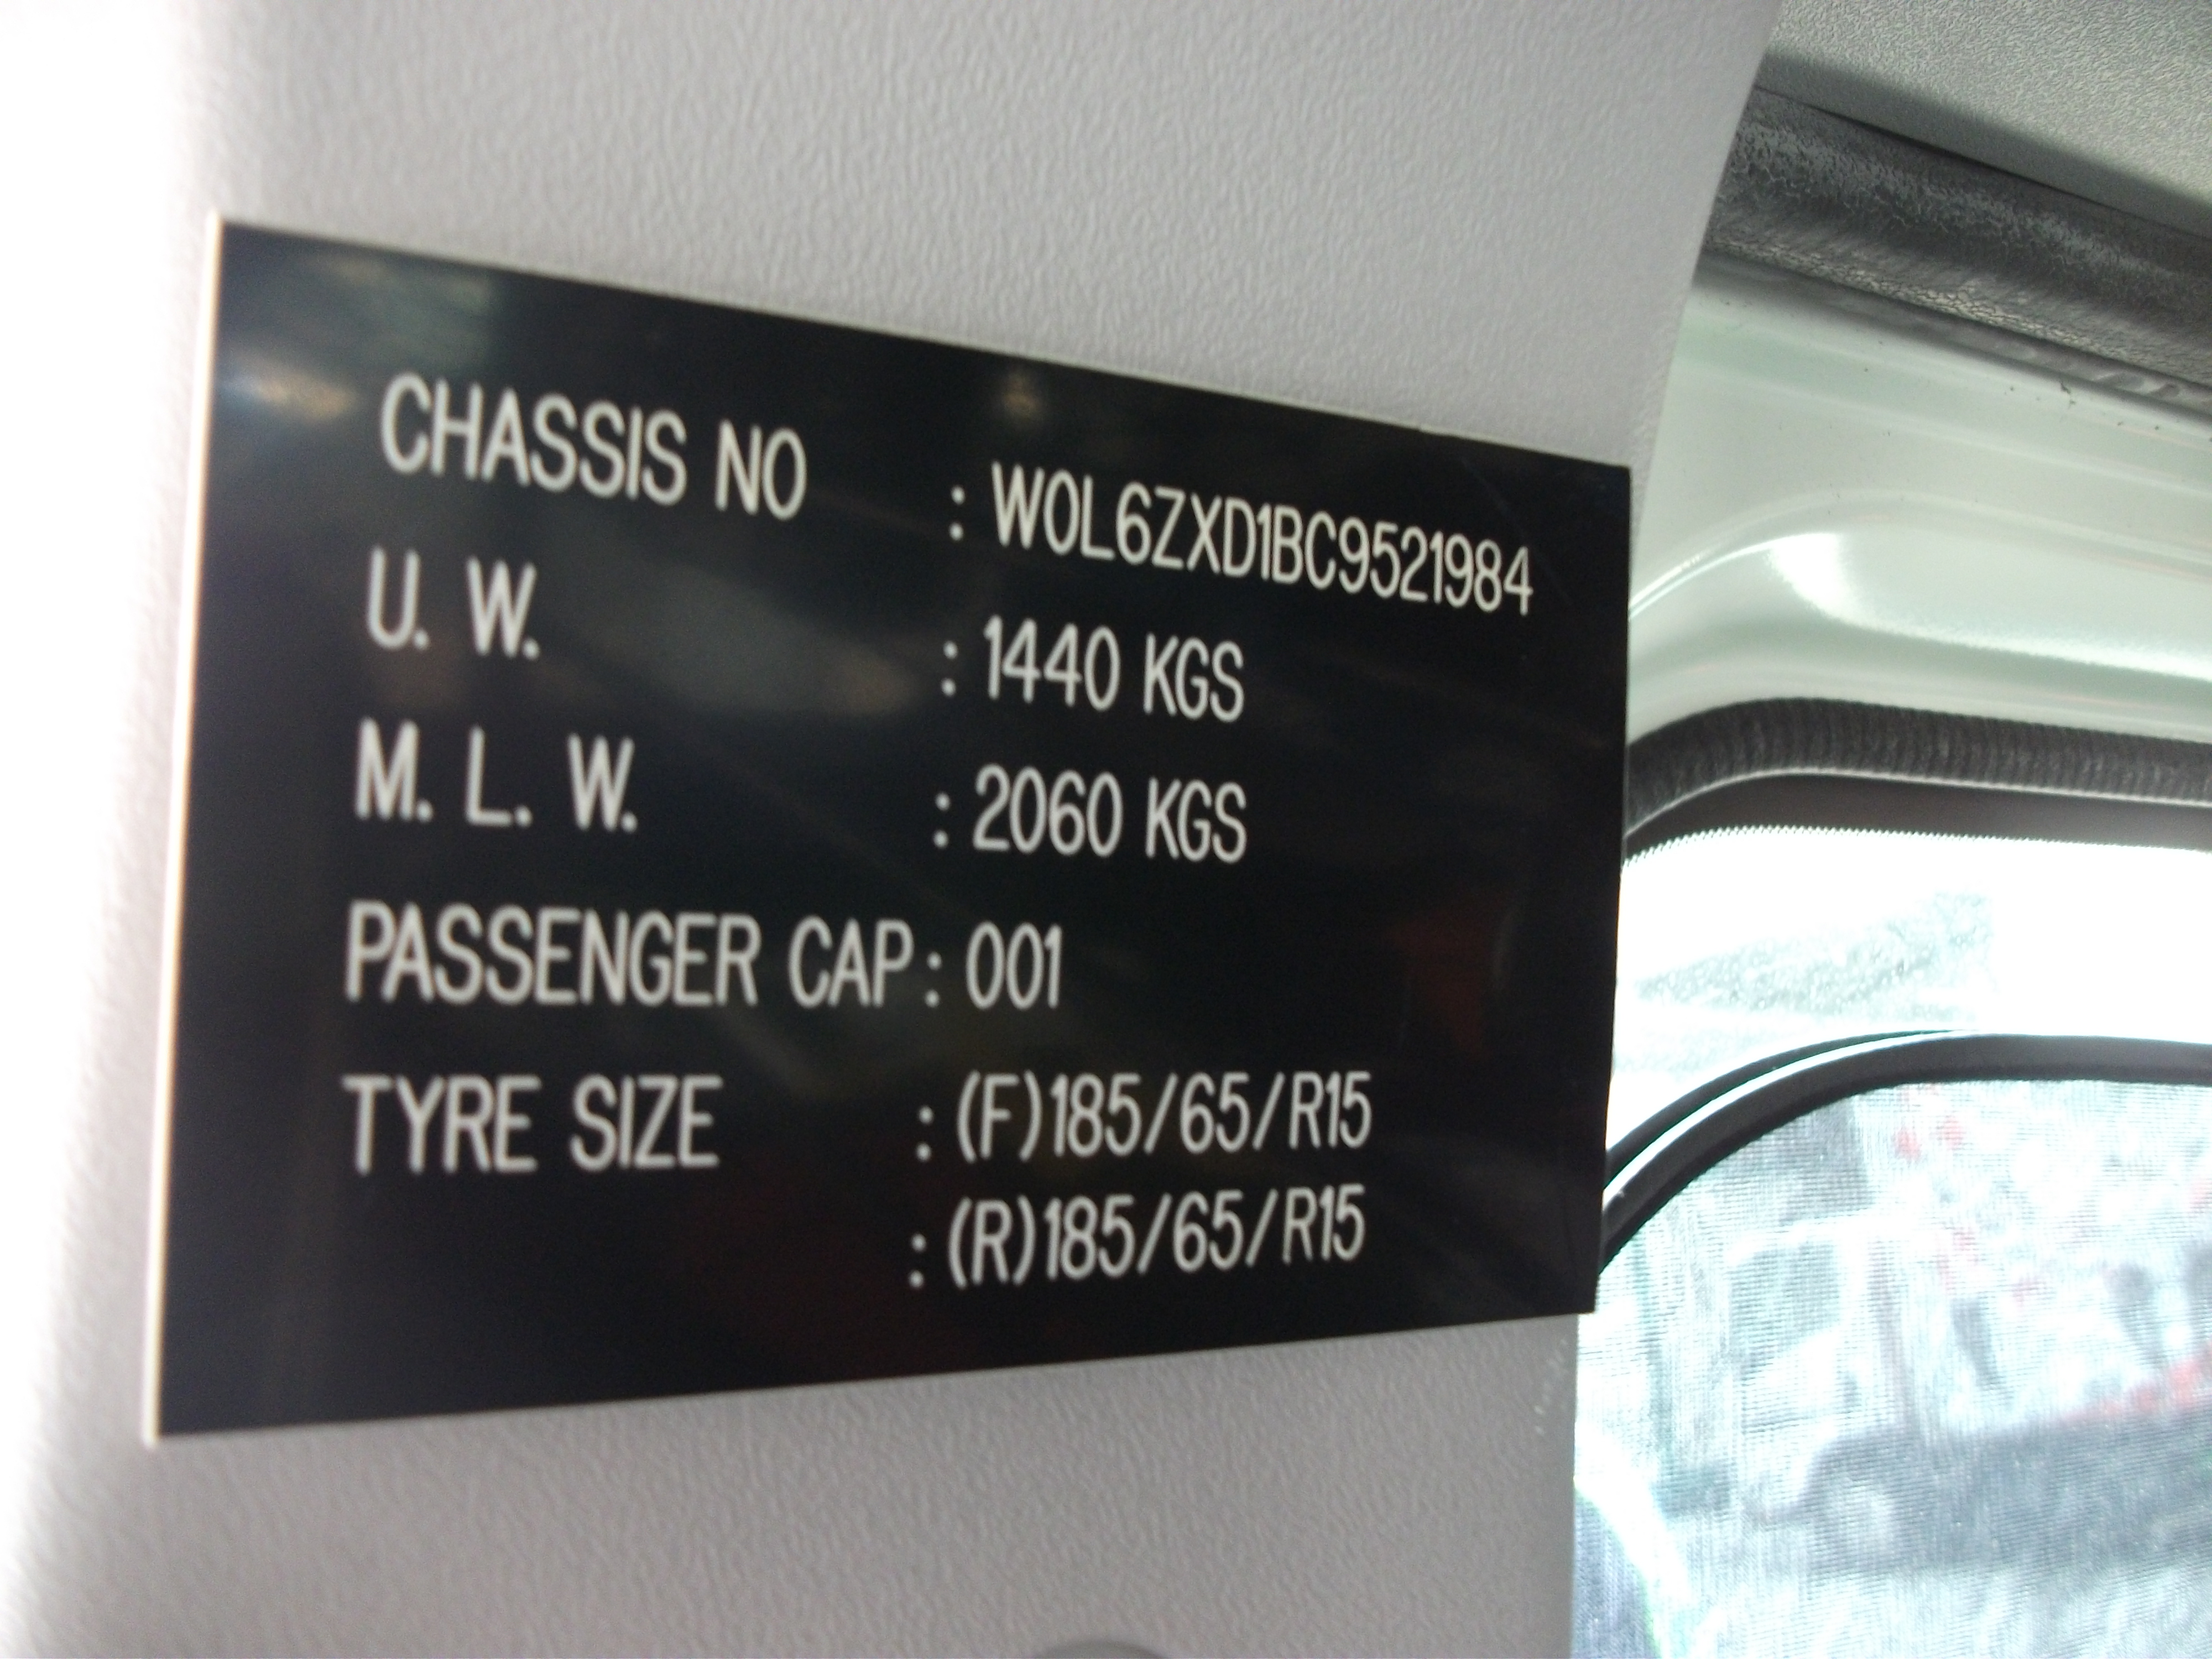 CHASSIS NO : W0L6ZXD1BC9521984
U. W. : 1440 KGS
M. L. W. : 2060 KGS
PASSENGER CAP : 001
TYRE SIZE : (F)185/65/R15
: (R)185/65/R15